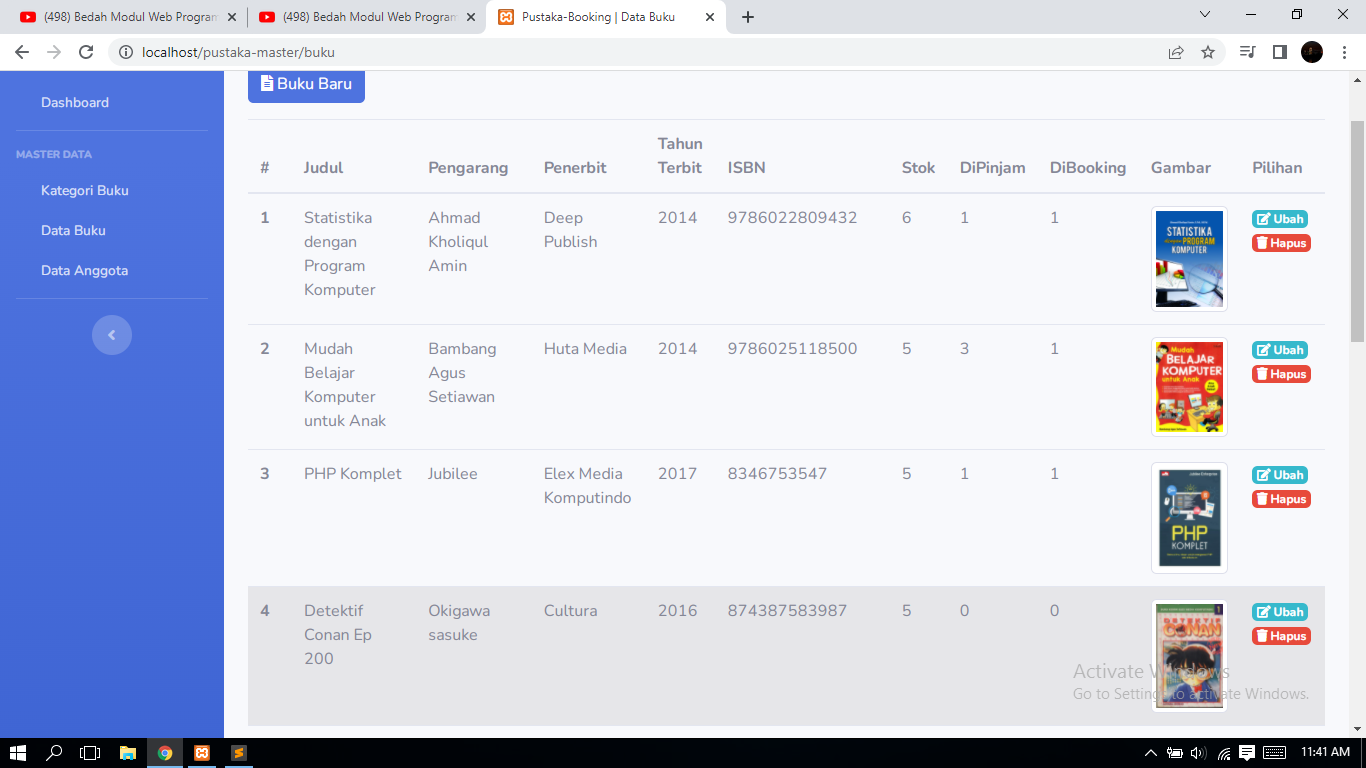 (498) Bedah Modul Web Program
(498) Bedah Modul Web Program
Pustaka-Booking | Data Buku
localhost/pustaka-master/buku
Dashboard
MASTER DATA
Kategori Buku
Data Buku
Data Anggota
Buku Baru
# Judul Pengarang Penerbit Tahun Terbit ISBN Stok DiPinjam DiBooking Gambar Pilihan
1 Statistika dengan Program Komputer Ahmad Kholiqul Amin Deep Publish 2014 9786022809432 6 1 1 Ubah Hapus
STATISTIKA
dengan PROGRAM
KOMPUTER
2 Mudah Belajar Komputer untuk Anak Bambang Agus Setiawan Huta Media 2014 9786025118500 5 3 1 Ubah Hapus
Mudah
BELAJAR
KOMPUTER
untuk Anak
3 PHP Komplet Jubilee Elex Media Komputindo 2017 8346753547 5 1 1 Ubah Hapus
PHP
KOMPLET
4 Detektif Conan Ep 200 Okigawa sasuke Cultura 2016 874387583987 5 0 0 Ubah Hapus
1
DETEKTIF
CONAN
Activate Windows
Go to Settings to activate Windows.
11:41 AM